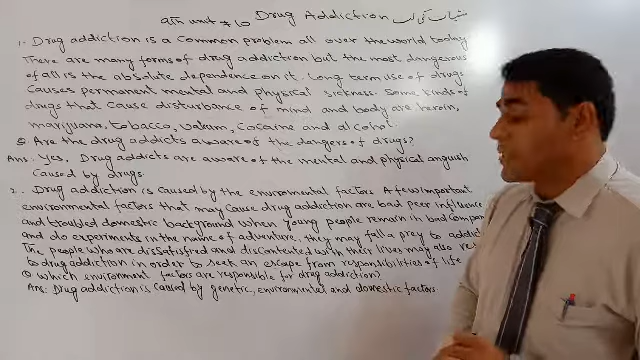 9th unit # 10 Drug Addiction منشیات کی لت
1. Drug addiction is a common problem all over the world today
There are many forms of drug addiction but the most dangerous
of all is the absolute dependence on it. Long term use of drugs
causes permanent mental and physical sickness. Some kinds of
drugs that cause disturbance of mind and body are heroin,
marijuana, tobacco, valium, cocaine and alcohol.
Q. Are the drug addicts aware of the dangers of drugs?
Ans: Yes, Drug addicts are aware of the mental and physical anguish
caused by drugs.
2. Drug addiction is caused by the environmental factors A few important
environmental factors that may cause drug addiction are bad peer influence
and troubled domestic background when young people remain in bad compan
and do experiments in the name of adventure, they may fall a prey to addict
The people who are dissatisfied and discontented with their lives may also res
to drug addiction in order to seek an escape from responsibilities of life
Q which environment factors are responsible for drug addiction?
Ans: Drug addiction is caused by genetic, environmental and domestic factors